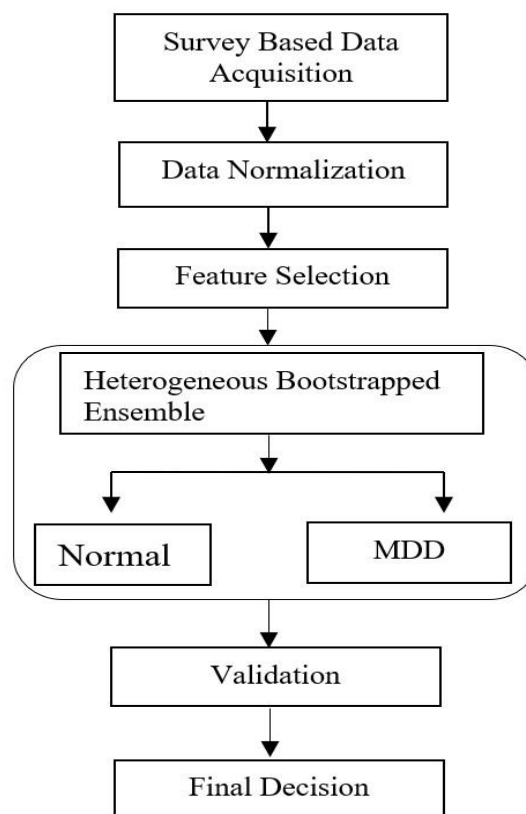 Survey Based Data
Acquisition
Data Normalization
Feature Selection
Heterogeneous Bootstrapped
Ensemble
Normal
MDD
Validation
Final Decision